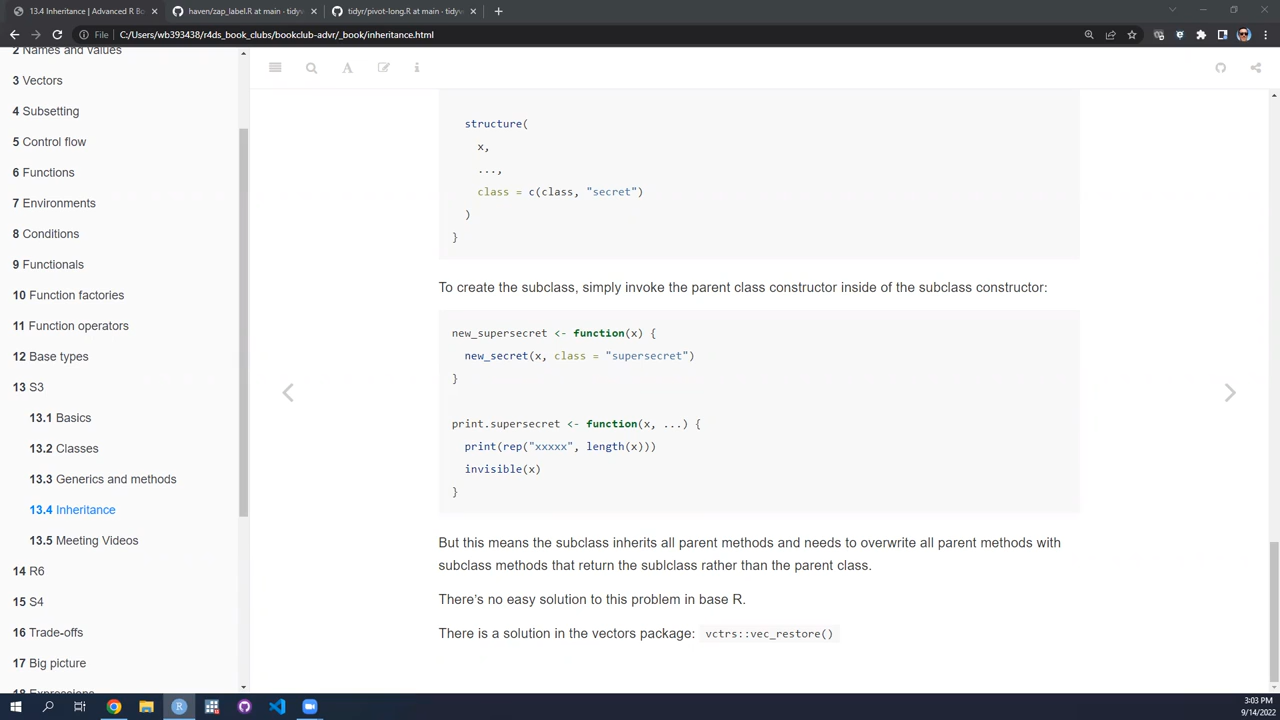 13.4 Inheritance | Advanced R Bo
haven/zap_label.R at main · tidyv
tidyr/pivot-long.R at main · tidyve
File | C:/Users/wb393438/r4ds_book_clubs/bookclub-advr/_book/inheritance.html
2 Names and Values
3 Vectors
4 Subsetting
5 Control flow
6 Functions
7 Environments
8 Conditions
9 Functionals
10 Function factories
11 Function operators
12 Base types
13 S3
13.1 Basics
13.2 Classes
13.3 Generics and methods
13.4 Inheritance
13.5 Meeting Videos
14 R6
15 S4
16 Trade-offs
17 Big picture
18 Expressions
structure(
x,
...,
class = c(class, "secret")
)
}
To create the subclass, simply invoke the parent class constructor inside of the subclass constructor:
new_supersecret <- function(x) {
new_secret(x, class = "supersecret")
}
print.supersecret <- function(x, ...) {
print(rep("xxxxx", length(x)))
invisible(x)
}
But this means the subclass inherits all parent methods and needs to overwrite all parent methods with
subclass methods that return the sublclass rather than the parent class.
There's no easy solution to this problem in base R.
There is a solution in the vectors package: vctrs::vec_restore()
3:03 PM
9/14/2022